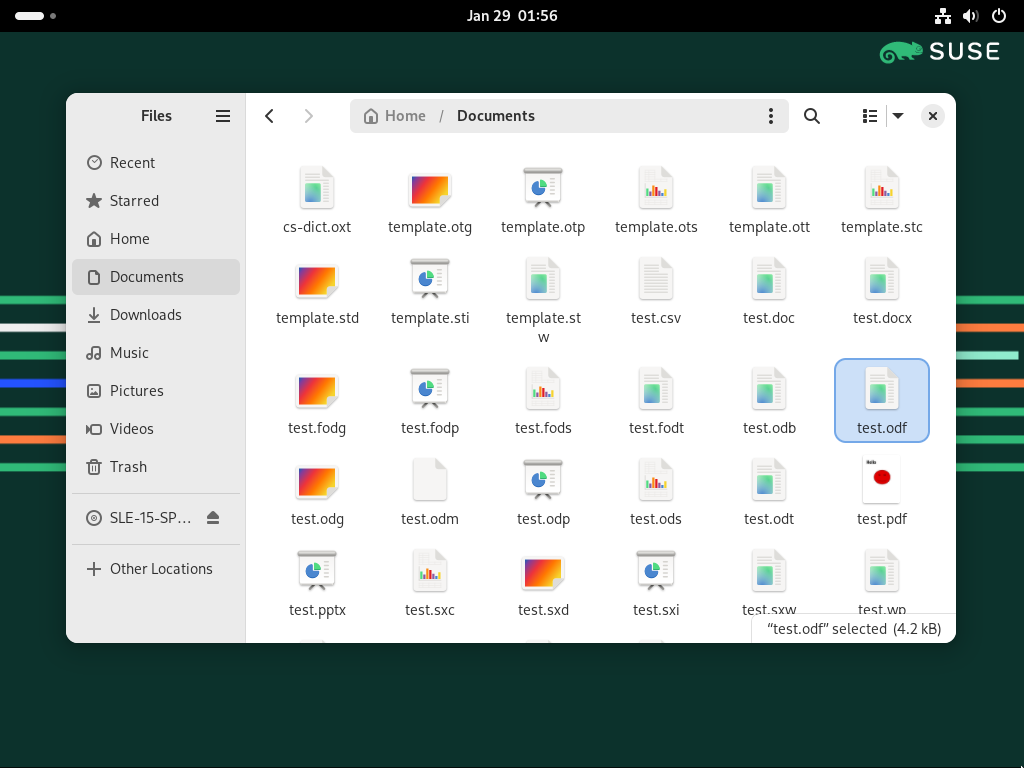 Jan 29 01:56
SUSE
Files
Home / Documents
Recent
Starred
Home
Documents
Downloads
Music
Pictures
Videos
Trash
SLE-15-SP…
Other Locations
cs-dict.oxt
template.otg
template.otp
template.ots
template.ott
template.stc
template.std
template.sti
template.st
w
test.csv
test.doc
test.docx
test.fodg
test.fodp
test.fods
test.fodt
test.odb
test.odf
test.odg
test.odm
test.odp
test.ods
test.odt
Hello
test.pdf
test.pptx
test.sxc
test.sxd
test.sxi
test.sxw
test.wp
“test.odf” selected (4.2 kB)